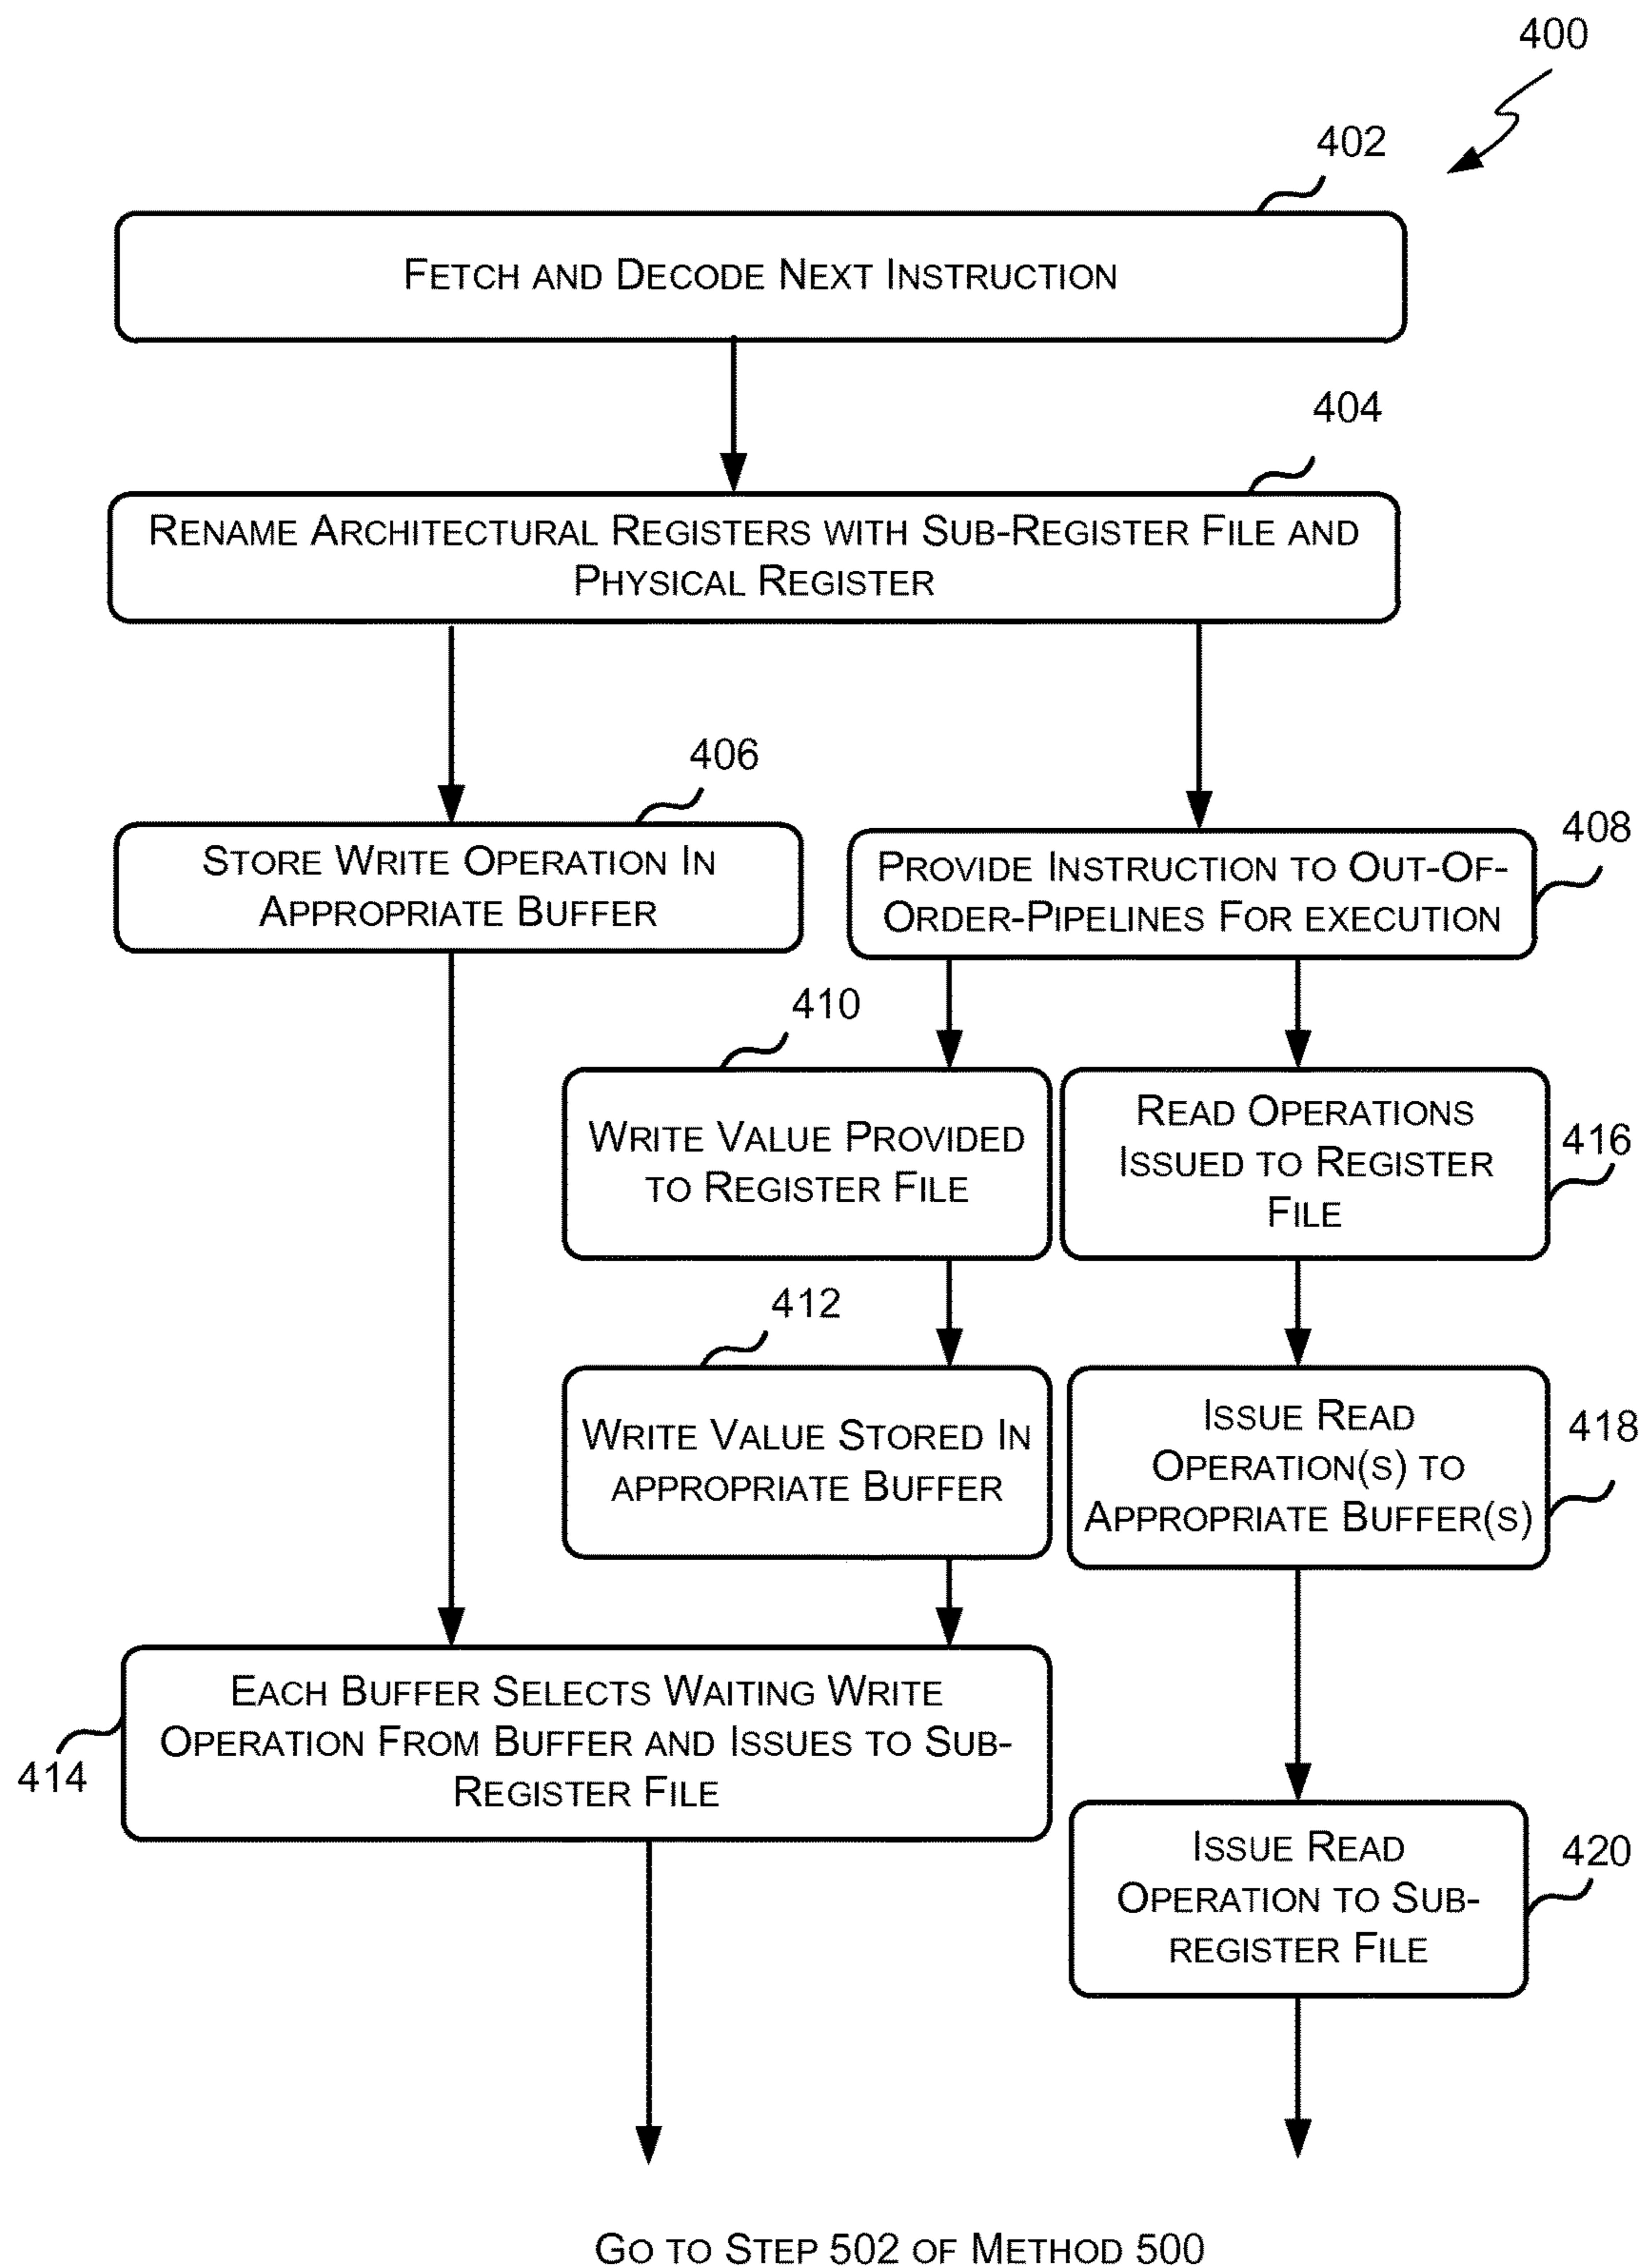 400
402
FETCH AND DECODE NEXT INSTRUCTION
404
RENAME ARCHITECTURAL REGISTERS WITH SUB-REGISTER FILE AND
PHYSICAL REGISTER
406
STORE WRITE OPERATION IN
APPROPRIATE BUFFER
408
PROVIDE INSTRUCTION TO OUT-OF-
ORDER-PIPELINES FOR EXECUTION
410
WRITE VALUE PROVIDED
TO REGISTER FILE
READ OPERATIONS
ISSUED TO REGISTER
FILE
416
412
WRITE VALUE STORED IN
APPROPRIATE BUFFER
ISSUE READ
OPERATION(S) TO
APPROPRIATE BUFFER(S)
418
EACH BUFFER SELECTS WAITING WRITE
OPERATION FROM BUFFER AND ISSUES TO SUB-
REGISTER FILE
414
ISSUE READ
OPERATION TO SUB-
REGISTER FILE
420
GO TO STEP 502 OF METHOD 500